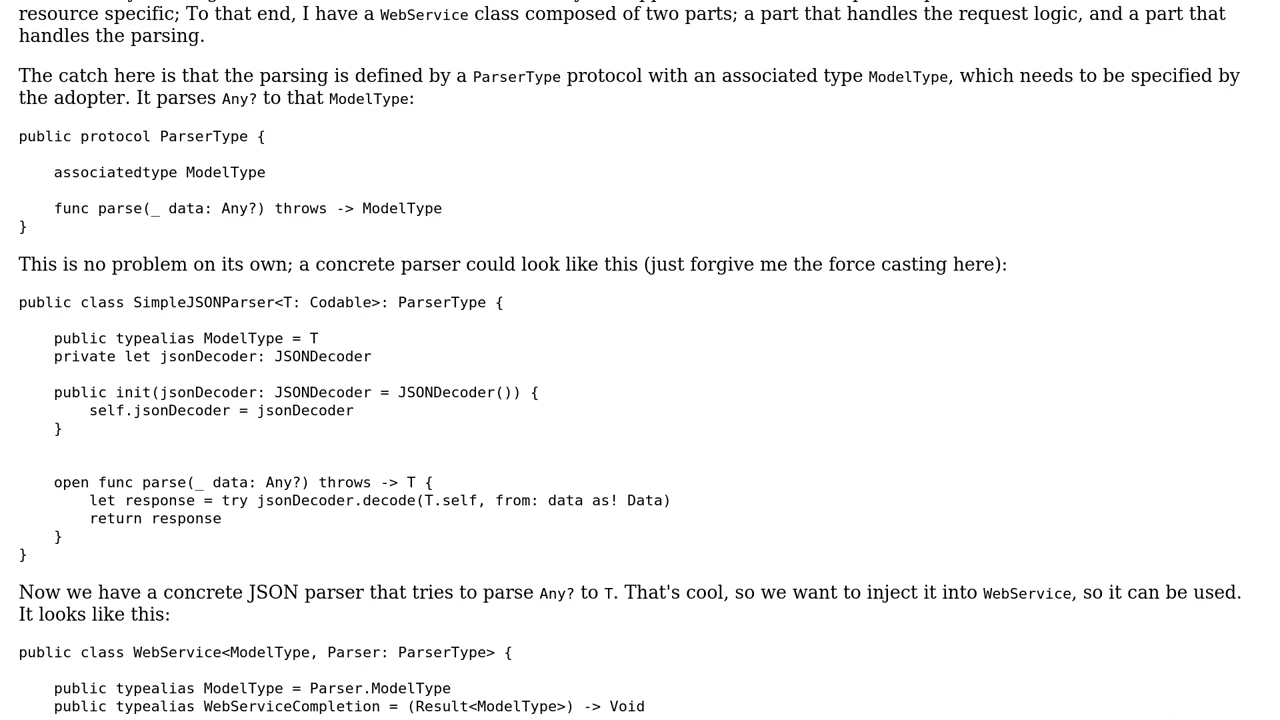 resource specific; To that end, I have a WebService class composed of two parts; a part that handles the request logic, and a part that
handles the parsing.
The catch here is that the parsing is defined by a ParserType protocol with an associated type ModelType, which needs to be specified by
the adopter. It parses Any? to that ModelType:
public protocol ParserType {
    associatedtype ModelType
    func parse(_ data: Any?) throws -> ModelType
}
This is no problem on its own; a concrete parser could look like this (just forgive me the force casting here):
public class SimpleJSONParser<T: Codable>: ParserType {
    public typealias ModelType = T
    private let jsonDecoder: JSONDecoder
    public init(jsonDecoder: JSONDecoder = JSONDecoder()) {
        self.jsonDecoder = jsonDecoder
    }
    open func parse(_ data: Any?) throws -> T {
        let response = try jsonDecoder.decode(T.self, from: data as! Data)
        return response
    }
}
Now we have a concrete JSON parser that tries to parse Any? to T. That's cool, so we want to inject it into WebService, so it can be used.
It looks like this:
public class WebService<ModelType, Parser: ParserType> {
    public typealias ModelType = Parser.ModelType
    public typealias WebServiceCompletion = (Result<ModelType>) -> Void